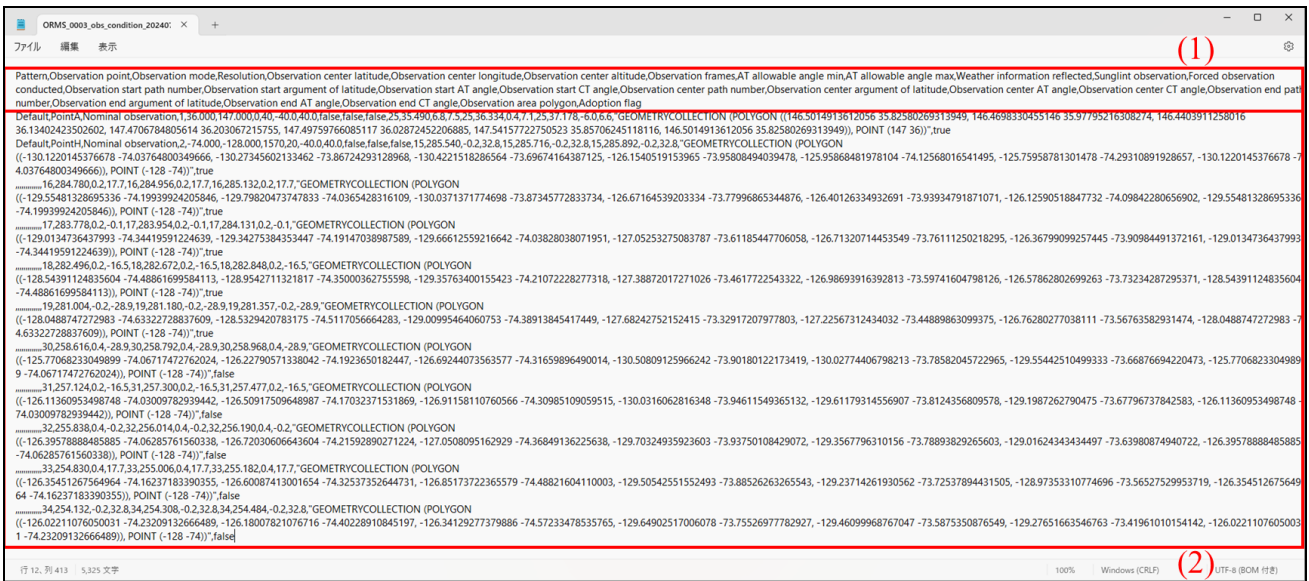 ORMS_0003_obs_condition_20240
ファイル 編集 表示
(1)
Pattern,Observation point,Observation mode,Resolution,Observation center latitude,Observation center longitude,Observation center altitude,Observation frames,AT allowable angle min,AT allowable angle max,Weather information reflected,Sunglint observation,Forced observation
conducted,Observation start path number,Observation start argument of latitude,Observation start AT angle,Observation start CT angle,Observation center path number,Observation center argument of latitude,Observation center AT angle,Observation center CT angle,Observation end path
number,Observation end argument of latitude,Observation end AT angle,Observation end CT angle,Observation area polygon,Adoption flag
Default,PointA,Nominal observation,1,36.000,147.000,0,40,-40.0,40.0,false,false,false,25,35.490,6.8,7.5,25,36.334,0.4,7.1,25,37.178,-6.0,6.6,"GEOMETRYCOLLECTION (POLYGON ((146.5014913612056 35.82580269313949, 146.4698330455146 35.97795216308274, 146.4403911258016
36.13402423502602, 147.4706784805614 36.203067215755, 147.49759766085117 36.02872452206885, 147.54157722750523 35.85706245118116, 146.5014913612056 35.82580269313949)), POINT (147 36))",true
Default,PointH,Nominal observation,2,-74.000,-128.000,1570,20,-40.0,40.0,false,false,false,15,285.540,-0.2,32.8,15,285.716,-0.2,32.8,15,285.892,-0.2,32.8,"GEOMETRYCOLLECTION (POLYGON
((-130.1220145376678 -74.03764800349666, -130.27345602133462 -73.86724293128968, -130.4221518286564 -73.69674164387125, -126.1540519153965 -73.95808494039478, -125.95868481978104 -74.12568016541495, -125.75958781301478 -74.29310891928657, -130.1220145376678 -7
4.03764800349666)), POINT (-128 -74))",true
,,,,,,,,,,,,,16,284.780,0.2,17.7,16,284.956,0.2,17.7,16,285.132,0.2,17.7,"GEOMETRYCOLLECTION (POLYGON
((-129.55481328695336 -74.19939924205846, -129.79820473747833 -74.0365428316109, -130.0371371774698 -73.87345772833734, -126.67164539203334 -73.77996865344876, -126.40126334932691 -73.93934791871071, -126.12590518847732 -74.09842280656902, -129.55481328695336
-74.19939924205846)), POINT (-128 -74))",true
,,,,,,,,,,,,,17,283.778,0.2,-0.1,17,283.954,0.2,-0.1,17,284.131,0.2,-0.1,"GEOMETRYCOLLECTION (POLYGON
((-129.0134736437993 -74.34419591224639, -129.34275384353447 -74.19147038987589, -129.66612559216642 -74.03828038071951, -127.05253275083787 -73.61185447706058, -126.71320714453549 -73.76111250218295, -126.36799099257445 -73.90984491372161, -129.0134736437993
-74.34419591224639)), POINT (-128 -74))",true
,,,,,,,,,,,,,18,282.496,0.2,-16.5,18,282.672,0.2,-16.5,18,282.848,0.2,-16.5,"GEOMETRYCOLLECTION (POLYGON
((-128.54391124835604 -74.48861699584113, -128.9542711321817 -74.35000362755598, -129.3576340015 5423 -74.21072228277318, -127.38872017271026 -73.4617722543322, -126.98693916392813 -73.59741604798126, -126.57862802699263 -73.73234287295371, -128.54391124835604
-74.48861699584113)), POINT (-128 -74))",true
,,,,,,,,,,,,,19,281.004,-0.2,-28.9,19,281.180,-0.2,-28.9,19,281.357,-0.2,-28.9,"GEOMETRYCOLLECTION (POLYGON
((-128.0488747272983 -74.63322728837609, -128.5329420783175 -74.5117056664283, -129.00995464060753 -74.38913845417449, -127.68242752152415 -73.32917207977803, -127.22567312434032 -73.44889863099375, -126.76280277038111 -73.56763582931474, -128.0488747272983 -7
4.63322728837609)), POINT (-128 -74))",true
,,,,,,,,,,,,,30,258.616,0.4,-28.9,30,258.792,0.4,-28.9,30,258.968,0.4,-28.9,"GEOMETRYCOLLECTION (POLYGON
((-125.77068233049899 -74.06717472762024, -126.22790571338042 -74.1923650182447, -126.69244073563577 -74.31659896490014, -130.50809125966242 -73.90180122173419, -130.02774406798213 -73.78582045722965, -129.55442510499333 -73.66876694220473, -125.7706823304989
9 -74.06717472762024)), POINT (-128 -74))",false
,,,,,,,,,,,,,31,257.124,0.2,-16.5,31,257.300,0.2,-16.5,31,257.477,0.2,-16.5,"GEOMETRYCOLLECTION (POLYGON
((-126.11360953498748 -74.03009782939442, -126.50917509648987 -74.17032371531869, -126.91158110760566 -74.3098510959515, -130.0316062816348 -73.94611549365132, -129.61179314556907 -73.8124356809578, -129.1987262790475 -73.67796737842583, -126.11360953498748 -
74.03009782939442)), POINT (-128 -74))",false
,,,,,,,,,,,,,32,255.838,0.4,-0.2,32,256.014,0.4,-0.2,32,256.190,0.4,-0.2,"GEOMETRYCOLLECTION (POLYGON
((-126.39578888485885 -74.06285761560338, -126.72030606643604 -74.21592890271224, -127.0508095162929 -74.36849136225638, -129.70324935923603 -73.93750108429072, -129.3567796310156 -73.78893829265603, -129.01624343434497 -73.63980874940722, -126.39578888485885
-74.06285761560338)), POINT (-128 -74))",false
,,,,,,,,,,,,,33,254.830,0.4,17.7,33,255.006,0.4,17.7,33,255.182,0.4,17.7,"GEOMETRYCOLLECTION (POLYGON
((-126.35451267564964 -74.16237183390355, -126.60087413001654 -74.32537352644731, -126.85173722365579 -74.48821604110003, -129.50542551552493 -73.88526263265543, -129.23714261930562 -73.72537894431505, -128.97353310774696 -73.56527529953719, -126.354512675649
64 -74.16237183390355)), POINT (-128 -74))",false
,,,,,,,,,,,,,34,254.132,-0.2,32.8,34,254.308,-0.2,32.8,34,254.484,-0.2,32.8,"GEOMETRYCOLLECTION (POLYGON
((-126.02211076050031 -74.23209132666489, -126.18007821076716 -74.40228910845197, -126.34129277379886 -74.57233478535765, -129.64902517006078 -73.75526977782927, -129.46099968767047 -73.5875350876549, -129.27651663546763 -73.41961010154142, -126.0221107605003
1 -74.23209132666489)), POINT (-128 -74))",false
(2)
行 12、列 413 5,325 文字 100% Windows (CRLF) UTF-8 (BOM 付き)